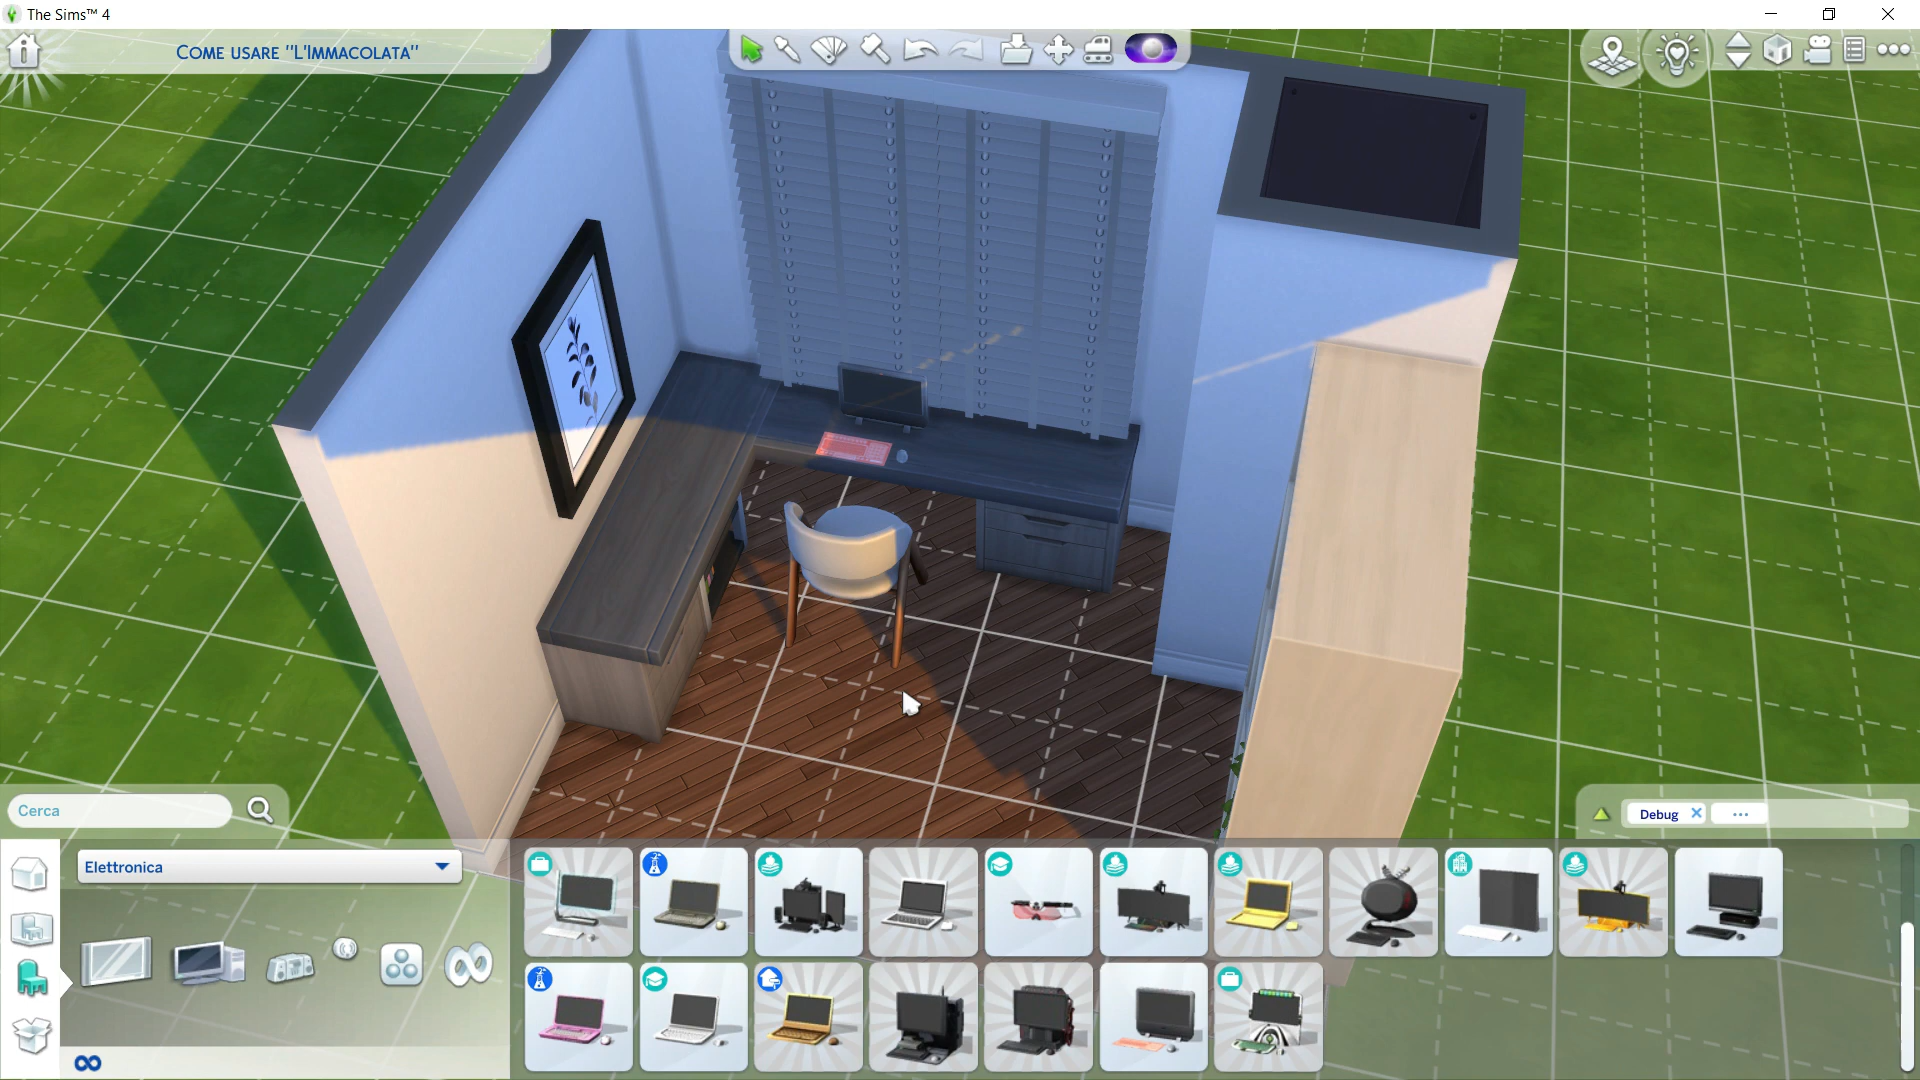 The Sims™ 4
Come usare "L'Immacolata"
Cerca
Debug
Elettronica